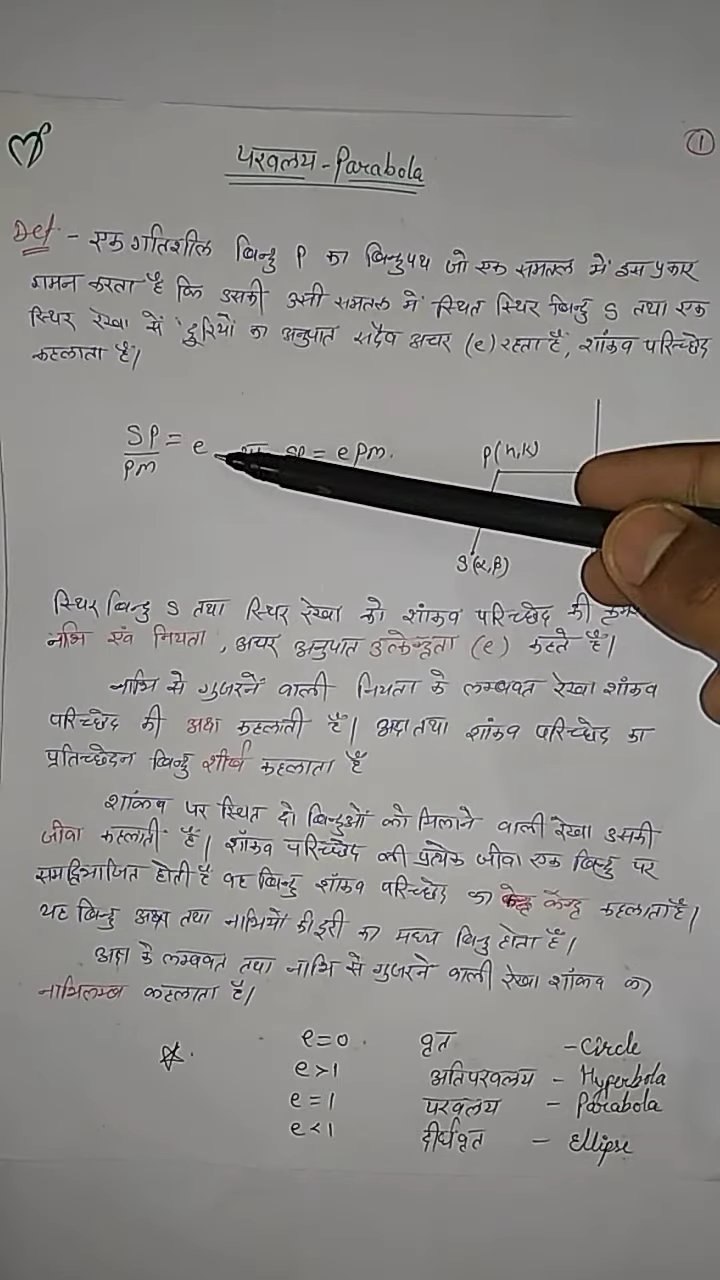 ①
परवलय - Parabola
Def - एक गतिशील बिन्दु P का बिन्दुपथ जो एक समतल में इस प्रकार
गमन करता है कि उसकी उसी समतल में स्थित स्थिर बिन्दु S तथा एक
स्थिर रेखा से दूरियों का अनुपात सदैव अचर (e) रहता है, शांकव परिच्छेद
कहलाता है।
SP/PM = e SP = e PM.
P(h,k)
S(α,β)
स्थिर बिन्दु S तथा स्थिर रेखा को शांकव परिच्छेद की
नाभि एवं नियता, अचर अनुपात उत्केन्द्रता (e) कहते हैं।
नाभि से गुजरने वाली नियता के लम्बवत रेखा शांकव
परिच्छेद की अक्ष कहलाती है। अक्ष तथा शांकव परिच्छेद का
प्रतिच्छेदन बिन्दु शीर्ष कहलाता है
शांकव पर स्थित दो बिन्दुओं को मिलाने वाली रेखा उसकी
जीवा कहलाती है। शांकव परिच्छेद की प्रत्येक जीवा एक बिन्दु पर
समद्विभाजित होती है वह बिन्दु शांकव परिच्छेद का केन्द्र कहलाता है।
यह बिन्दु अक्ष तथा नाभियों की दूरी का मध्य बिन्दु होता है।
अक्ष के लम्बवत तथा नाभि से गुजरने वाली रेखा शांकव का
नाभिलम्ब कहलाता है।
e=0. वृत - Circle
e>1 अतिपरवलय - Hyperbola
e=1 परवलय - Parabola
e<1 दीर्घवृत - Ellipse